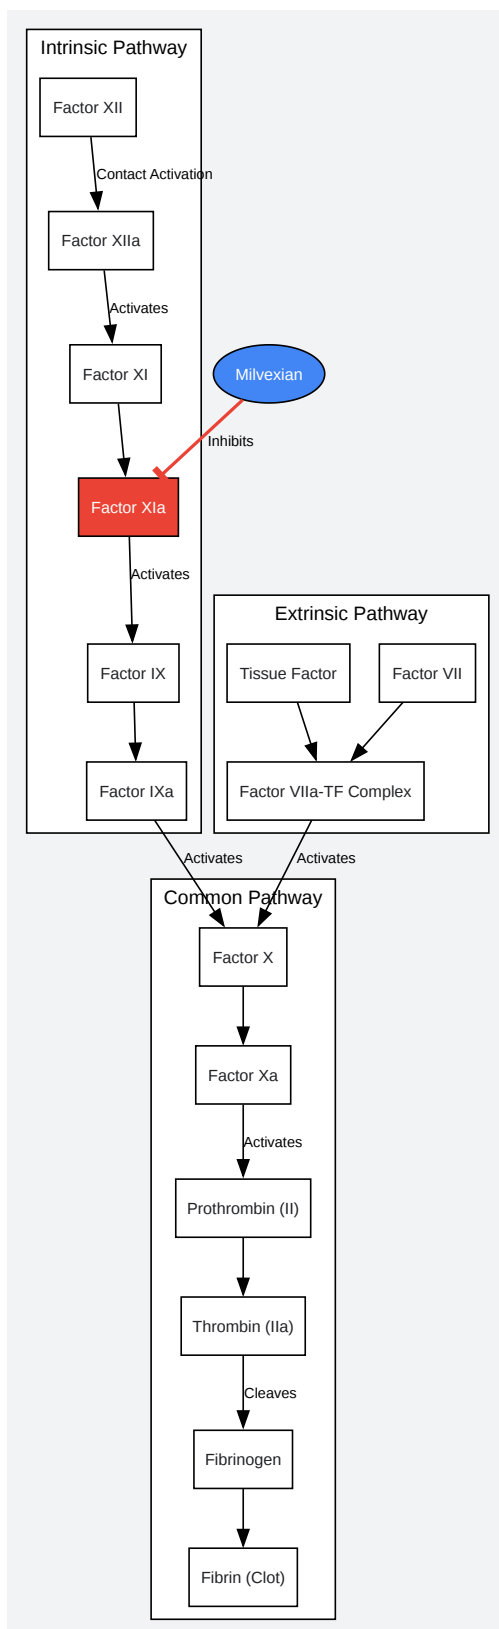 Intrinsic Pathway
Factor XII
Contact Activation
Factor XIIa
Activates
Factor XI
Milvexian
Inhibits
Factor XIa
Activates
Extrinsic Pathway
Factor IX
Tissue Factor
Factor VII
Factor IXa
Factor VIIa-TF Complex
Activates
Activates
Common Pathway
Factor X
Factor Xa
Activates
Prothrombin (II)
Thrombin (IIa)
Cleaves
Fibrinogen
Fibrin (Clot)